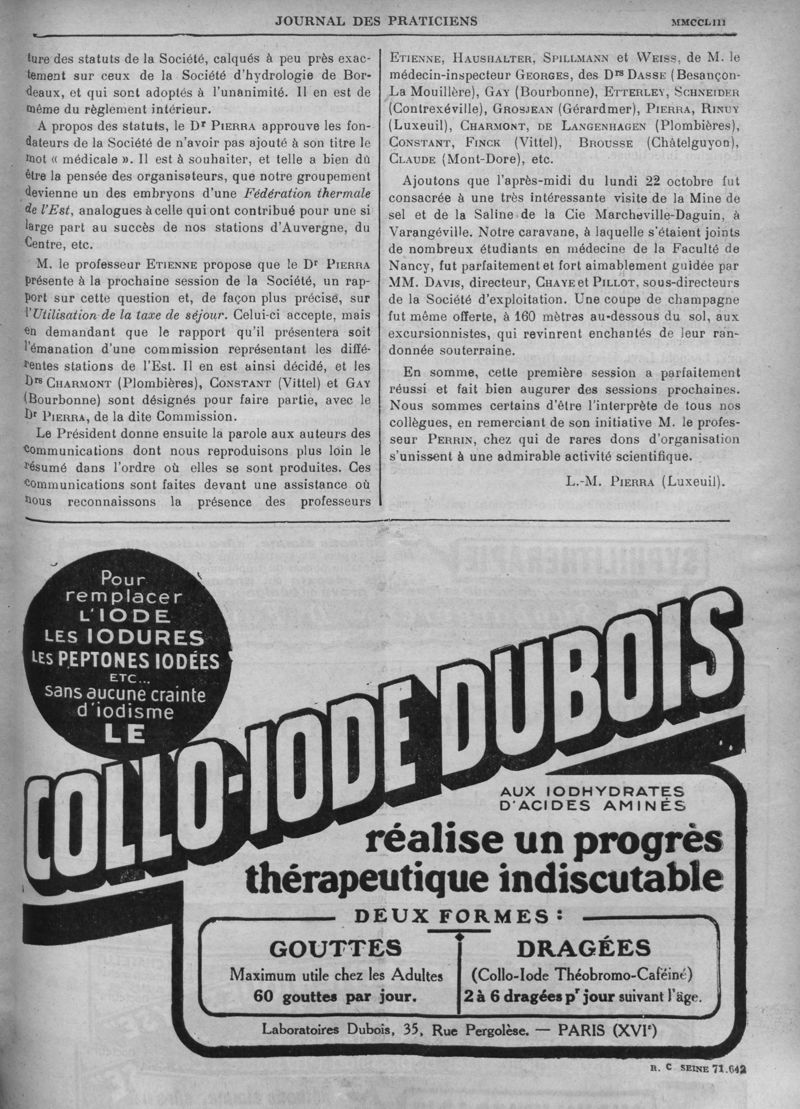 JOURNAL DES PRATICIENS
MMCCLIII
ture des statuts de la Société, calqués à peu près exac-
tement sur ceux de la Société d'hydrologie de Bor-
deaux, et qui sont adoptés à l'unanimité. Il en est de
même du règlement intérieur.
A propos des statuts, le Dr PIERRA approuve les fon-
dateurs de la Société de n'avoir pas ajouté à son titre le
mot « médicale ». Il est à souhaiter, et telle a bien dû
être la pensée des organisateurs, que notre groupement
devienne un des embryons d'une Fédération thermale
de l'Est, analogues à celle qui ont contribué pour une si
large part au succès de nos stations d'Auvergne, du
Centre, etc.
M. le professeur ETIENNE propose que le Dr PIERRA
présente à la prochaine session de la Société, un rap-
port sur cette question et, de façon plus précise, sur
l'Utilisation de la taxe de séjour. Celui-ci accepte, mais
en demandant que le rapport qu'il présentera soit
l'émanation d'une commission représentant les diffé-
rentes stations de l'Est. Il en est ainsi décidé, et les
Drs CHARMONT (Plombières), CONSTANT (Vittel) et GAY
(Bourbonne) sont désignés pour faire partie, avec le
Dr PIERRA, de la dite Commission.
Le Président donne ensuite la parole aux auteurs des
communications dont nous reproduisons plus loin le
résumé dans l'ordre où elles se sont produites. Ces
communications sont faites devant une assistance où
nous reconnaissons la présence des professeurs
ETIENNE, HAUSHALTER, SPILLMANN et WEISS, de M. le
médecin-inspecteur GEORGES, des Drs DASSE (Besançon-
La Mouillère), GAY (Bourbonne), ETTERLEY, SCHNEIDER
(Contrexéville), GROSJEAN (Gérardmer), PIERRA, RINUY
(Luxeuil), CHARMONT, DE LANGENHAGEN (Plombières),
CONSTANT, FINCK (Vittel), BROUSSE (Châtelguyon),
CLAUDE (Mont-Dore), etc.
Ajoutons que l'après-midi du lundi 22 octobre fut
consacrée à une très intéressante visite de la Mine de
sel et de la Saline de la Cie Marcheville-Daguin, à
Varangéville. Notre caravane, à laquelle s'étaient joints
de nombreux étudiants en médecine de la Faculté de
Nancy, fut parfaitement et fort aimablement guidée par
MM. DAVIS, directeur, CHAYE et PILLOT, sous-directeurs
de la Société d'exploitation. Une coupe de champagne
fut même offerte, à 160 mètres au-dessous du sol, aux
excursionnistes, qui revinrent enchantés de leur ran-
donnée souterraine.
En somme, cette première session a parfaitement
réussi et fait bien augurer des sessions prochaines.
Nous sommes certains d'être l'interprète de tous nos
collègues, en remerciant de son initiative M. le profes-
seur PERRIN, chez qui de rares dons d'organisation
s'unissent à une admirable activité scientifique.
L.-M. PIERRA (Luxeuil).
Pour
remplacer
L'IODE
LES IODURES
LES PEPTONES IODÉES
ETC...
sans aucune crainte
d'iodisme
LE
COLLO-IODE DUBOIS
AUX IODHYDRATES
D'ACIDES AMINÉS
réalise un progrès
thérapeutique indiscutable
DEUX FORMES :
GOUTTES
Maximum utile chez les Adultes
60 gouttes par jour.
DRAGÉES
(Collo-Iode Théobromo-Caféiné)
2 à 6 dragées pr jour suivant l'âge.
Laboratoires Dubois, 35, Rue Pergolèse. — PARIS (XVIe)
R. C SEINE 71.642